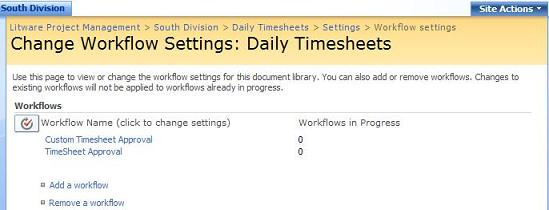 South Division Site Actions
Litware Project Management > South Division > Daily Timesheets > Settings > Workflow settings
Change Workflow Settings: Daily Timesheets
Use this page to view or change the workflow settings for this document library. You can also add or remove workflows. Changes to
existing workflows will not be applied to workflows already in progress.
Workflows
Workflow Name (click to change settings) Workflows in Progress
Custom Timesheet Approval 0
TimeSheet Approval 0
Add a workflow
Remove a workflow